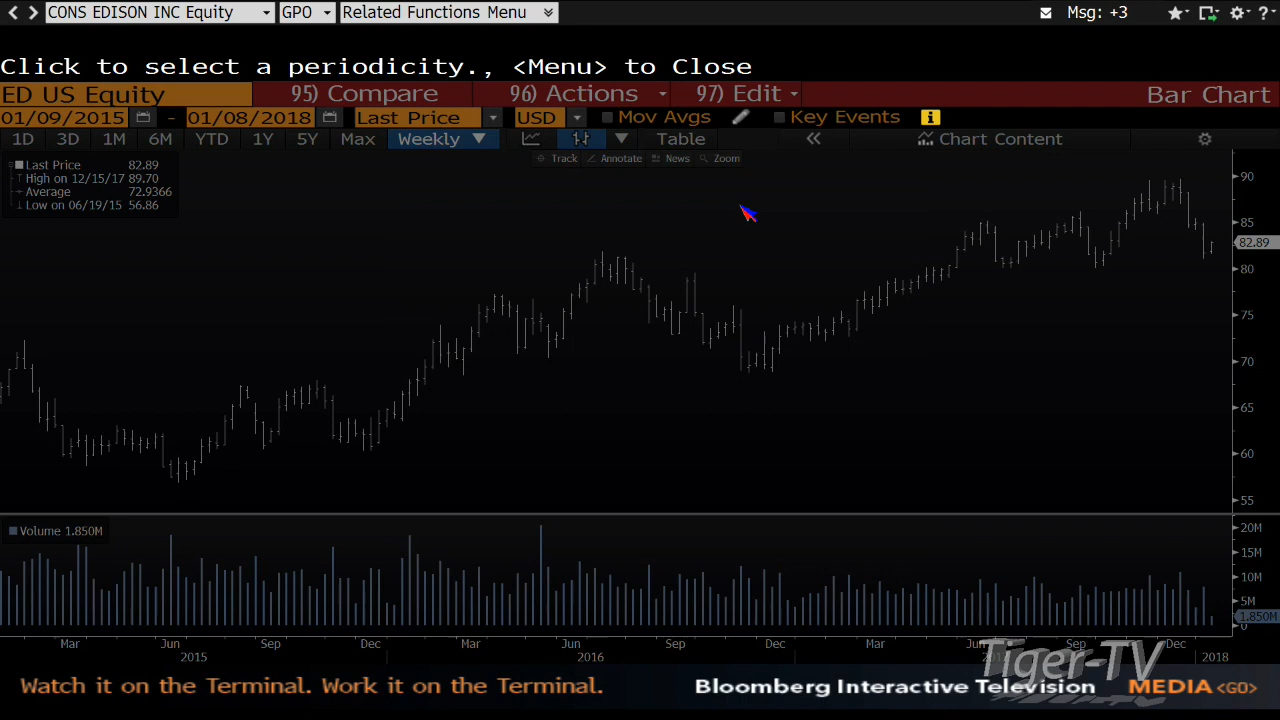 CONS EDISON INC Equity GPO Related Functions Menu Msg: +3 ?
Click to select a periodicity., <Menu> to Close
ED US Equity 95) Compare 96) Actions 97) Edit Bar Chart
01/09/2015 - 01/08/2018 Last Price USD Mov Avgs Key Events i
1D 3D 1M 6M YTD 1Y 5Y Max Weekly Table Chart Content
Track Annotate News Zoom
Last Price 82.89
High on 12/15/17 89.70
Average 72.9366
Low on 06/19/15 56.86
90
85
82.89
80
75
70
65
60
55
Volume 1.850M
20M
15M
10M
5M
1.850M
0
Mar Jun Sep Dec Mar Jun Sep Dec Mar Jun Sep Dec
2015 2016 2017 2018
Tiger-TV
Watch it on the Terminal. Work it on the Terminal. Bloomberg Interactive Television MEDIA <GO>